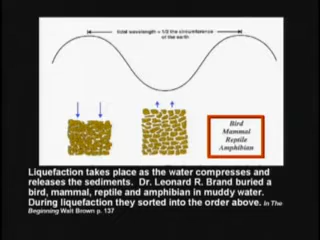 tidal wavelength = 1/2 the circumference
of the earth
Bird
Mammal
Reptile
Amphibian
Liquefaction takes place as the water compresses and
releases the sediments. Dr. Leonard R. Brand buried a
bird, mammal, reptile and amphibian in muddy water.
During liquefaction they sorted into the order above. In The
Beginning Walt Brown p. 137